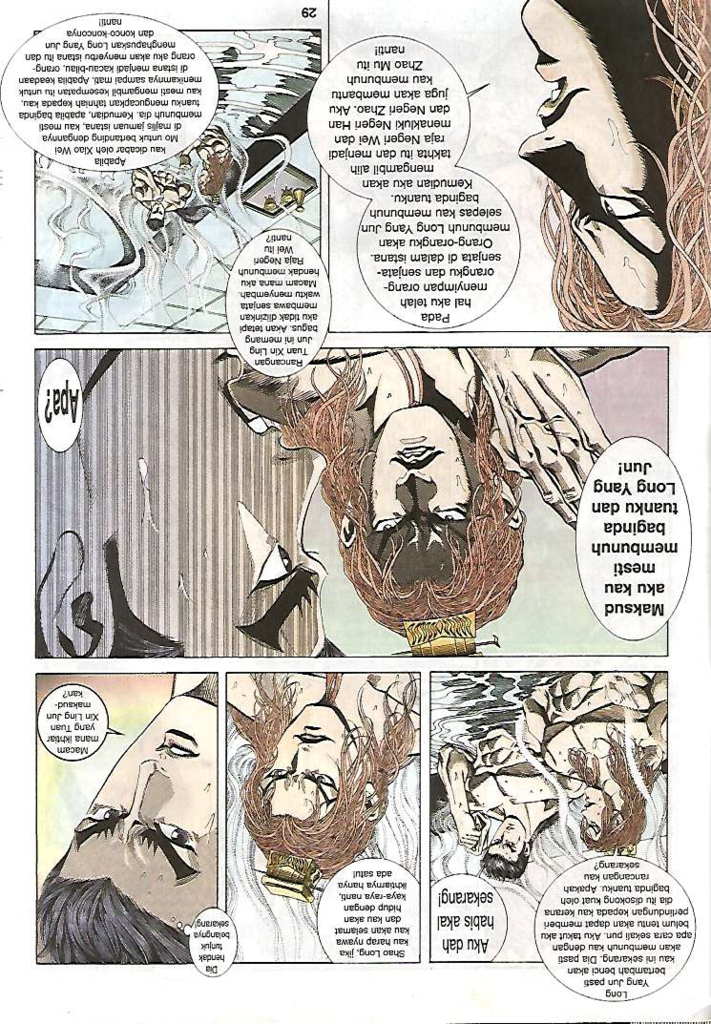 Long
Yang Jun pasti
bertambah benci akan
kau ini sekarang. Dia pasti
akan membunuh kau dengan
apa cara sekali pun. Aku takut aku
belum tentu dapat memberi
perlindungan kepada kau kerana
dia itu disokong oleh kuat
baginda tuanku. Apakah
rancangan kau
sekarang?
Aku dah
habis akal
sekarang!
Shao Long, jika
kau harap nyawa
kau akan selamat
dan kau akan
hidup dengan
kaya-raya nanti,
ikhtiarnya hanya
ada satu!
Dia
hendak
tunjuk
belangnya
sekarang!
Macam
mana ikhtiar
yang Tuan
Xin Ling Jun
maksud-
kan?
Maksud
aku kau
mesti
membunuh
baginda
tuanku dan
Long Yang
Jun!
Apa?
Pada
hal aku telah
menyimpan orang-
orangku dan senjata-
senjata di dalam istana.
Orang-orangku akan
membunuh Long Yang Jun
selepas kau membunuh
baginda tuanku.
Kemudian aku akan
mengambil alih
takhta itu dan menjadi
raja Negeri Wei dan
menakluki Negeri Han
dan Negeri Zhao. Aku
juga akan membantu
kau membunuh
Zhao Mu itu
nanti!
Rancangan
Tuan Xin Ling
Jun ini memang
bagus. Akan tetapi
aku tidak diizinkan
membawa senjata
waktu menyembah.
Macam mana aku
hendak membunuh
Raja Negeri Wei
nanti?
Apabila
kau dicabar oleh Xiao Wei
Mo untuk bertanding dengannya
di majlis jamuan istana, kau mesti
membunuh dia. Kemudian, apabila baginda
tuanku mengucapkan tahniah kepada kau,
kau mesti mengambil kesempatan itu untuk
menikamnya sampai mati. Apabila keadaan
di istana menjadi kacau-bilau, orang-
orang aku akan menyerbu istana itu dan
menghapuskan Long Yang Jun
dan konco-konconya
nanti!
29